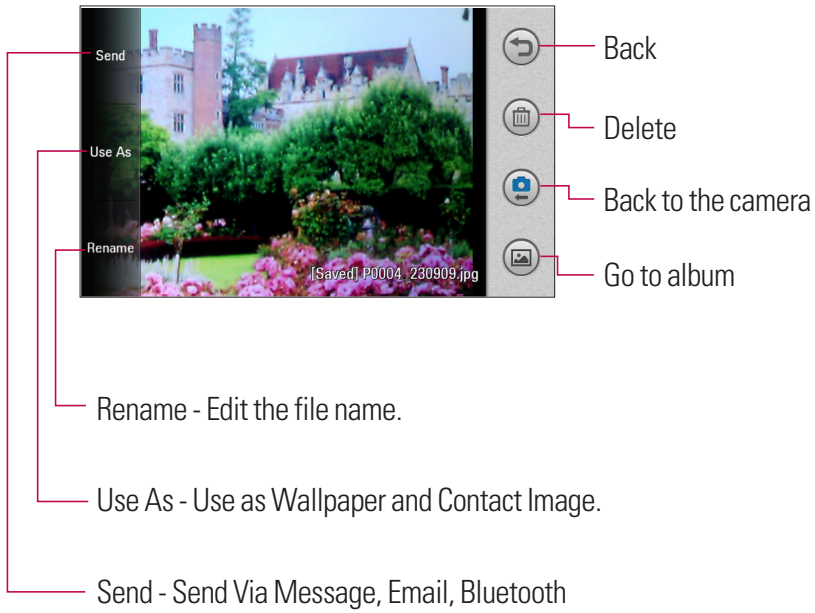 Send
Back
Delete
Use As
Back to the camera
Rename
[Saved] P0004_230909.jpg
Go to album
Rename - Edit the file name.
Use As - Use as Wallpaper and Contact Image.
Send - Send Via Message, Email, Bluetooth